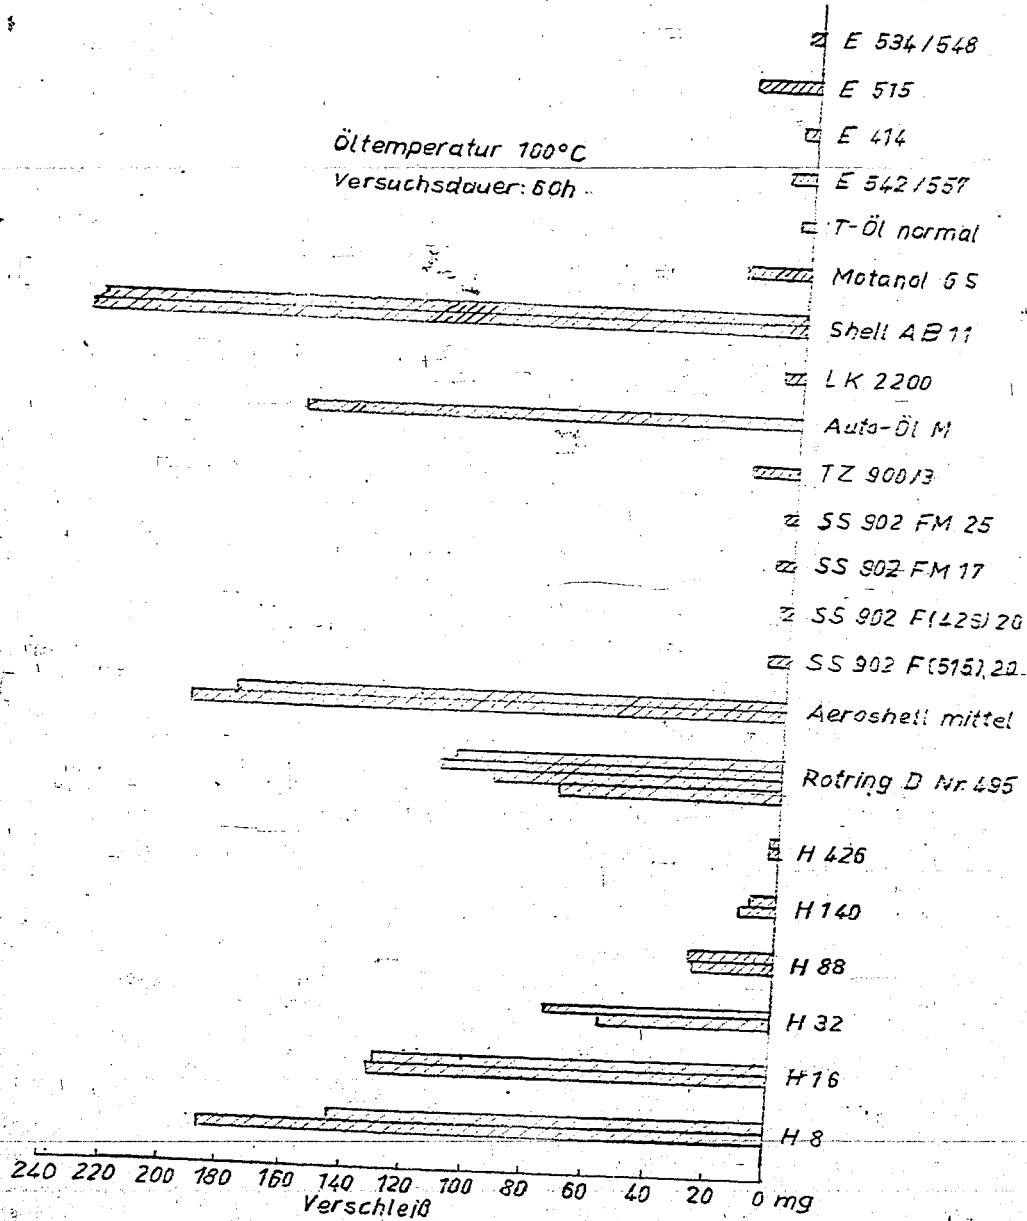 E 534/548
E 515
E 414
Öltemperatur 100°C
Versuchsdauer: 60h
E 542/557
T-Öl normal
Motanol GS
Shell AB 11
LK 2200
Auto-Öl M
TZ 900/3
SS 902 FM 25
SS 902 FM 17
SS 902 F(426) 20
SS 902 F(515) 20
Aeroshell mittel
Rotring D Nr. 495
H 426
H 140
H 88
H 32
H 16
H 8
240 220 200 180 160 140 120 100 80 60 40 20 0 mg
Verschleiß